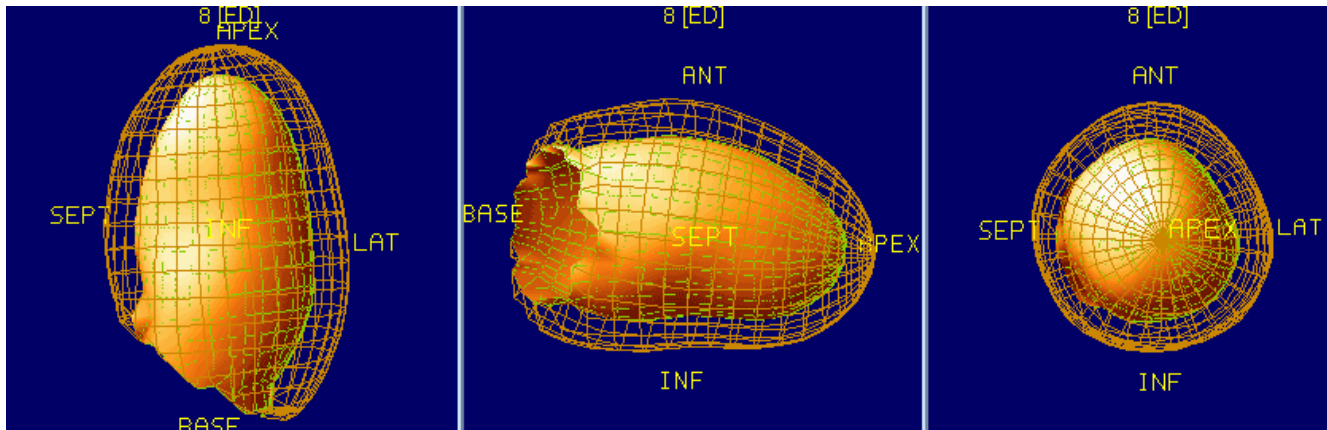 8 [ED]
APEX
SEPT
INF
LAT
BASE
8 [ED]
ANT
BASE
SEPT
APEX
INF
8 [ED]
ANT
SEPT
APEX
LAT
INF